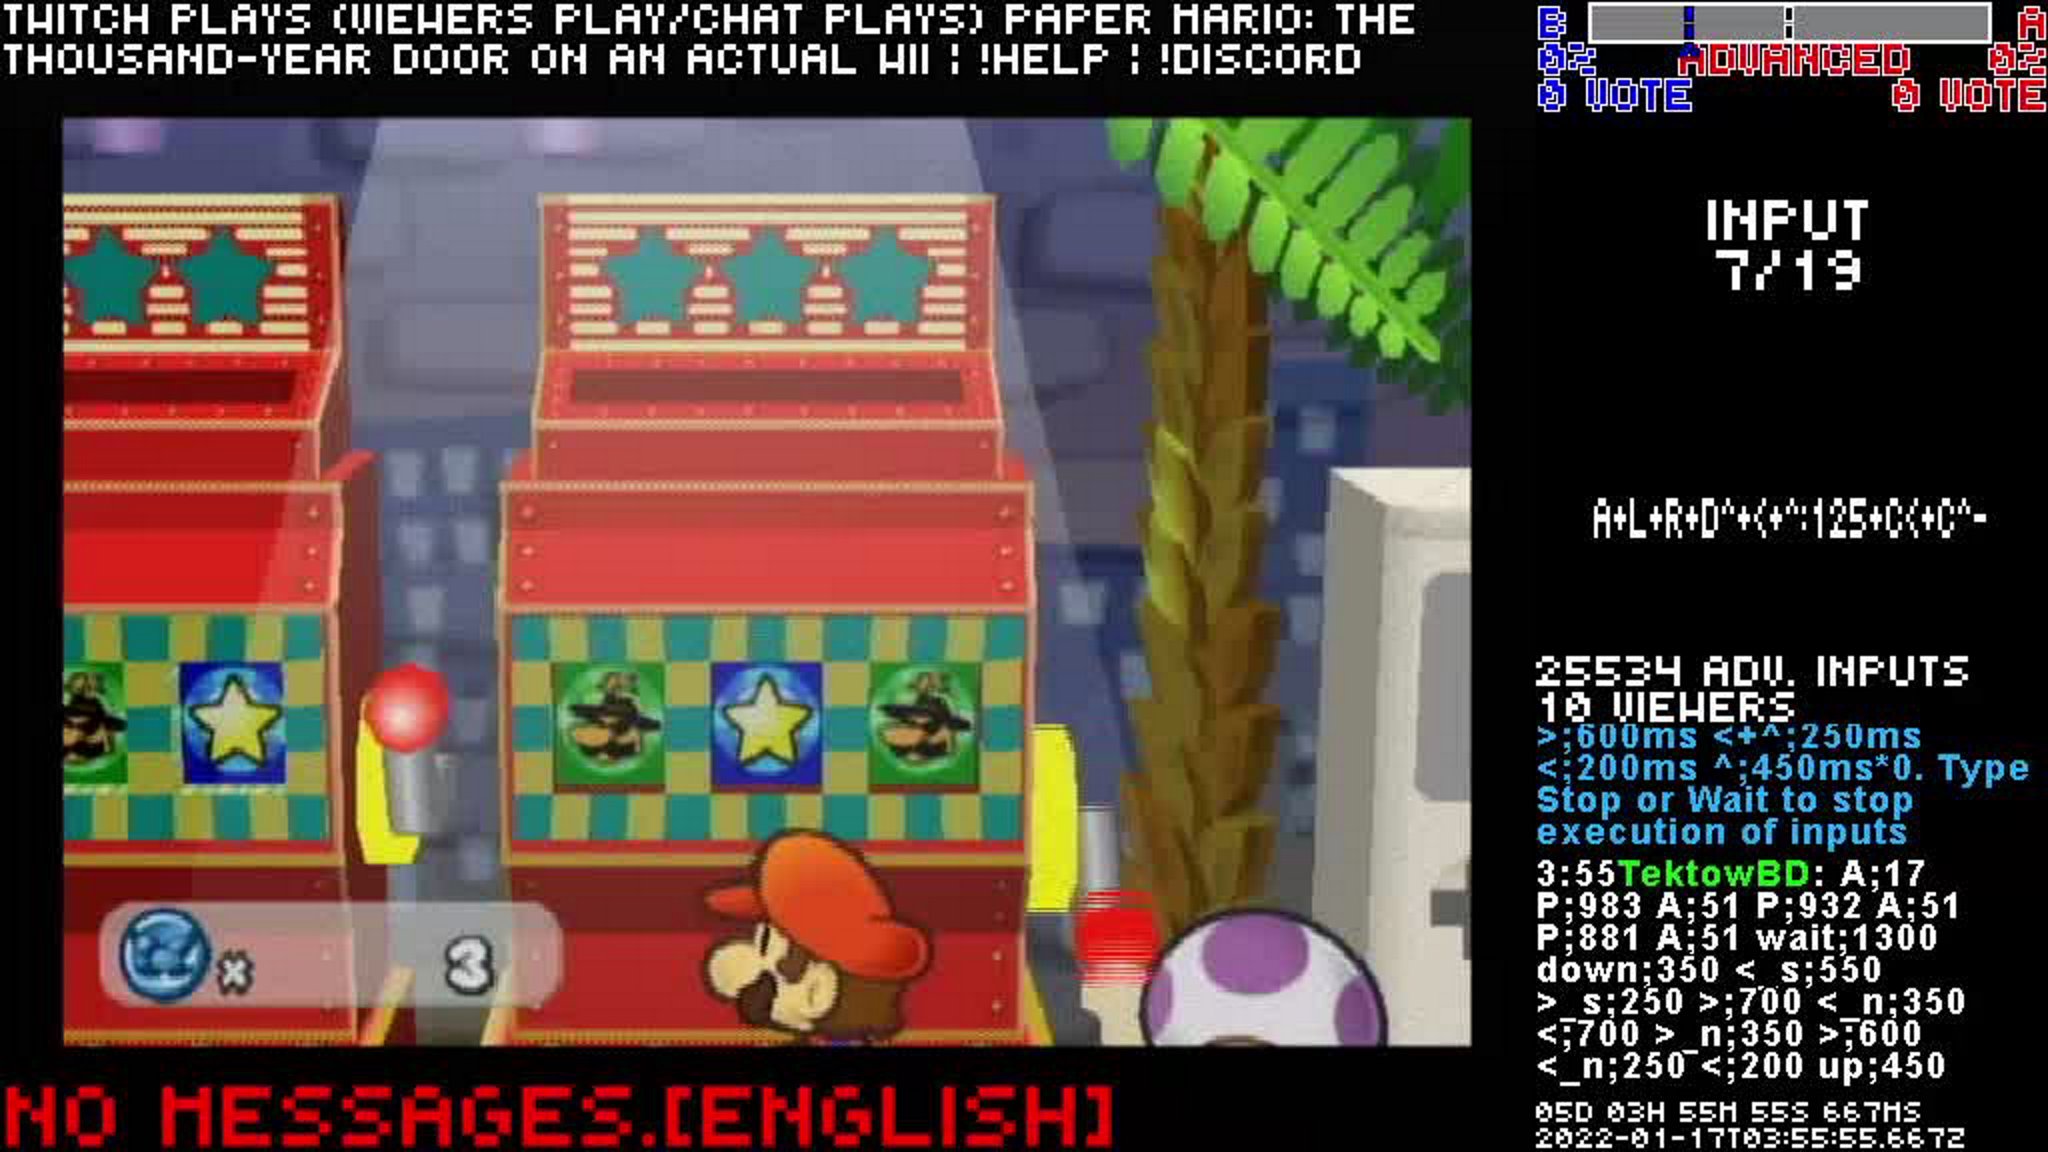 TWITCH PLAYS (VIEWERS PLAY/CHAT PLAYS) PAPER MARIO: THE
THOUSAND-YEAR DOOR ON AN ACTUAL WII ¦ !HELP ¦ !DISCORD
B A
0% ADVANCED 0%
0 VOTE 0 VOTE
INPUT
7/19
A+L+R+D^+(+^:125+C(+C^-
25534 ADV. INPUTS
10 VIEWERS
>;600ms <+^;250ms
<;200ms ^;450ms*0. Type
Stop or Wait to stop
execution of inputs
3:55TektowBD: A;17
P;983 A;51 P;932 A;51
P;881 A;51 wait;1300
down;350 <_s;550
>_s;250 >;700 <_n;350
<;700 >_n;350 >;600
<_n;250 <;200 up;450
05D 03H 55M 55S 667MS
2022-01-17T03:55:55.667Z
x 3
NO MESSAGES.[ENGLISH]